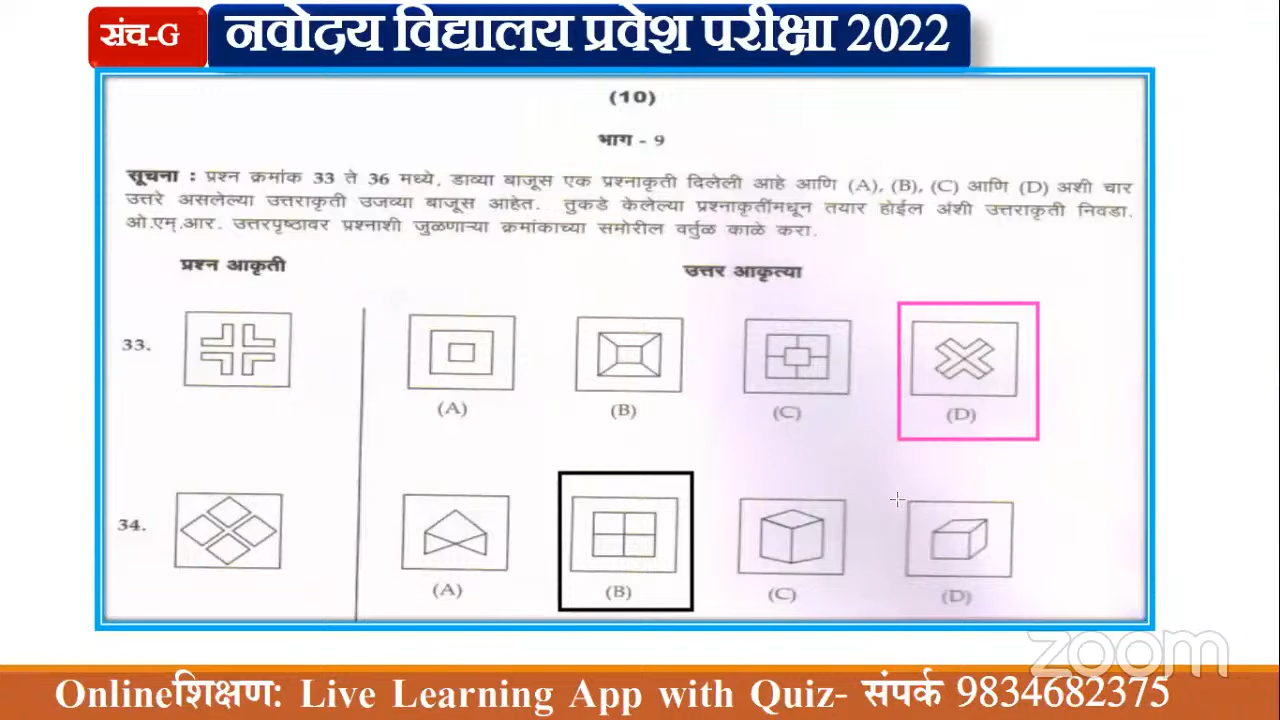 संच-G
नवोदय विद्यालय प्रवेश परीक्षा 2022
(10)
भाग - 9
सूचना : प्रश्न क्रमांक 33 ते 36 मध्ये, डाव्या बाजूस एक प्रश्नाकृती दिलेली आहे आणि (A), (B), (C) आणि (D) अशी चार
उत्तरे असलेल्या उत्तराकृती उजव्या बाजूस आहेत. तुकडे केलेल्या प्रश्नाकृतींमधून तयार होईल अंशी उत्तराकृती निवडा.
ओ.एम्.आर. उत्तरपृष्ठावर प्रश्नाशी जुळणाऱ्या क्रमांकाच्या समोरील वर्तुळ काळे करा.
प्रश्न आकृती
उत्तर आकृत्या
33.
(A)
(B)
(C)
(D)
34.
(A)
(B)
(C)
(D)
zoom
Onlineशिक्षण: Live Learning App with Quiz- संपर्क 9834682375